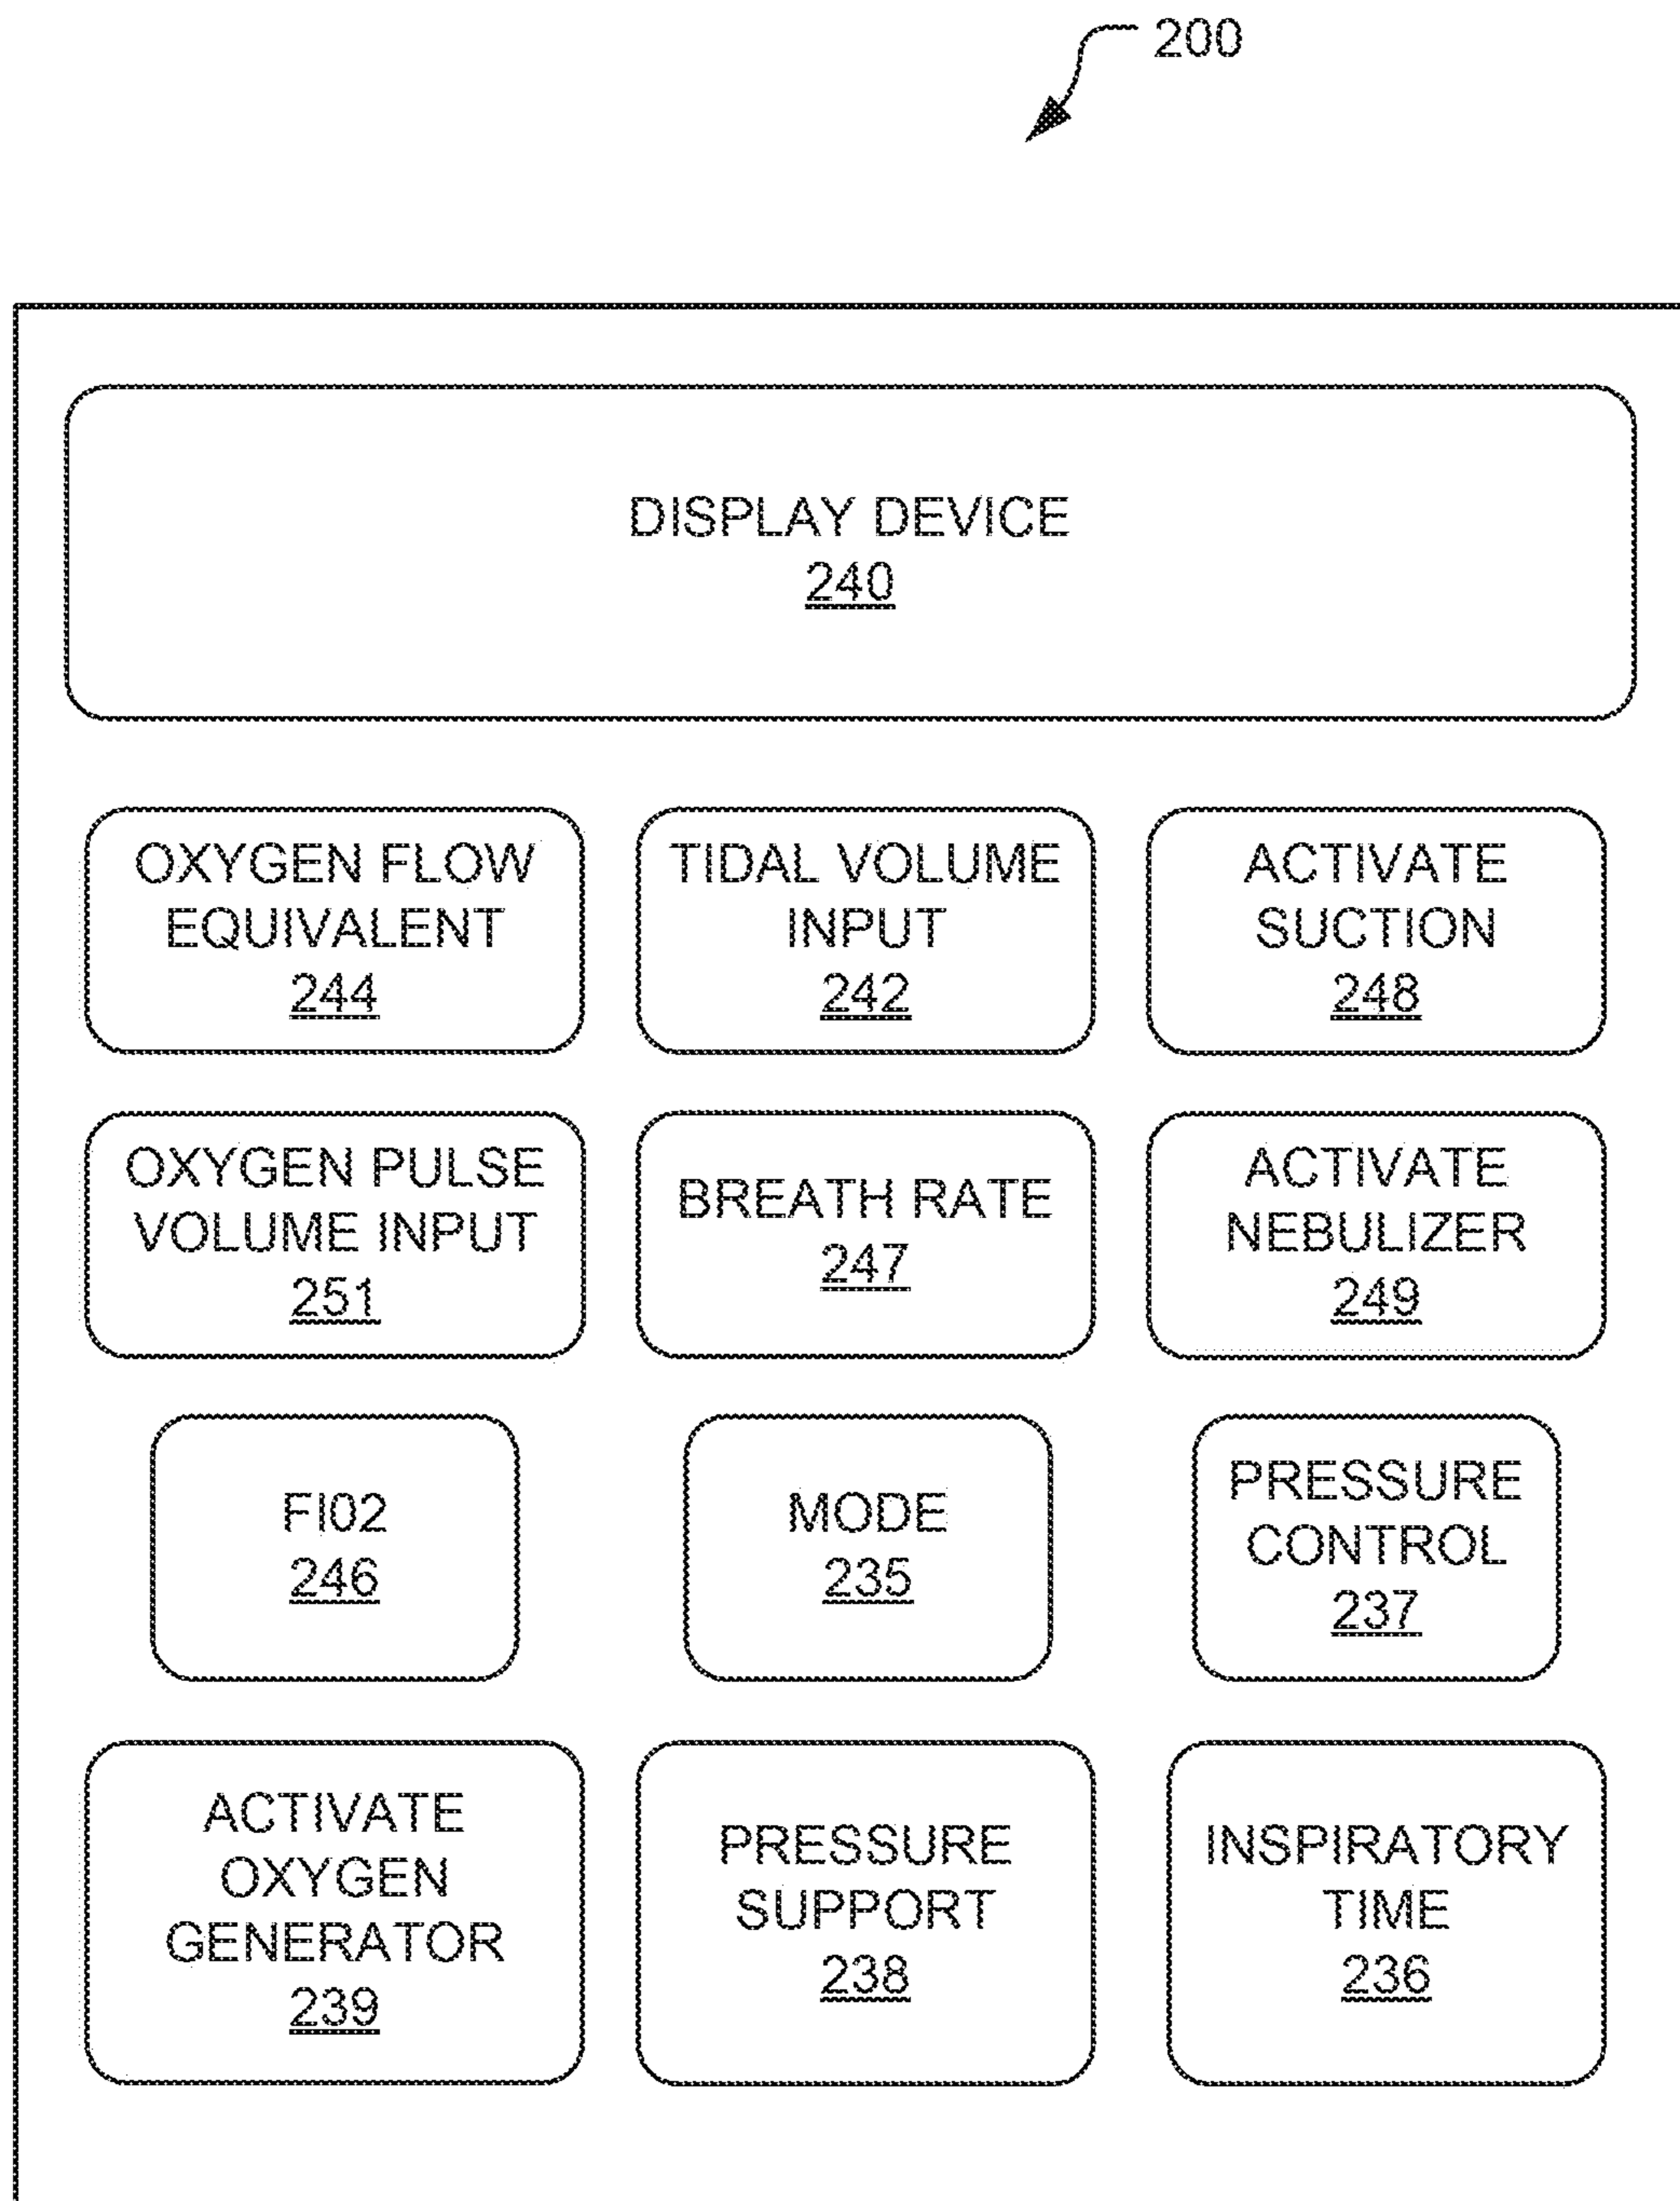 200
DISPLAY DEVICE
240
OXYGEN FLOW
EQUIVALENT
244
TIDAL VOLUME
INPUT
242
ACTIVATE
SUCTION
248
OXYGEN PULSE
VOLUME INPUT
251
BREATH RATE
247
ACTIVATE
NEBULIZER
249
FI02
246
MODE
235
PRESSURE
CONTROL
237
ACTIVATE
OXYGEN
GENERATOR
239
PRESSURE
SUPPORT
238
INSPIRATORY
TIME
236